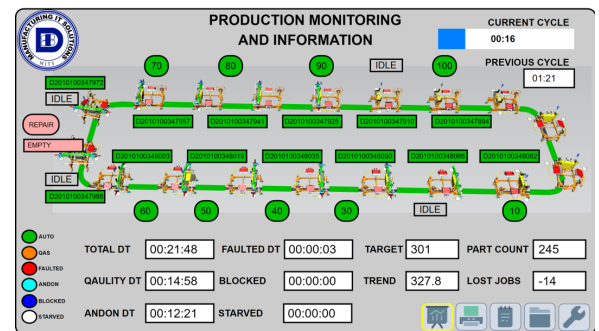 MANUFACTURING IT SOLUTIONS
D
MITS
PRODUCTION MONITORING
AND INFORMATION
CURRENT CYCLE
00:16
PREVIOUS CYCLE
01:21
70
80
90
IDLE
100
D2010100347972
IDLE
D2010100347957
D2010100347941
D2010100347925
D2010100347910
D2010100347894
REPAIR
EMPTY
D2010100348003
D2010100348019
D2010100348035
D2010100348050
D2010100348066
D2010100348082
IDLE
D2010100347988
60
50
40
30
IDLE
10
AUTO
QAS
FAULTED
ANDON
BLOCKED
STARVED
TOTAL DT 00:21:48 FAULTED DT 00:00:03 TARGET 301 PART COUNT 245
QAULITY DT 00:14:58 BLOCKED 00:00:00 TREND 327.8 LOST JOBS -14
ANDON DT 00:12:21 STARVED 00:00:00